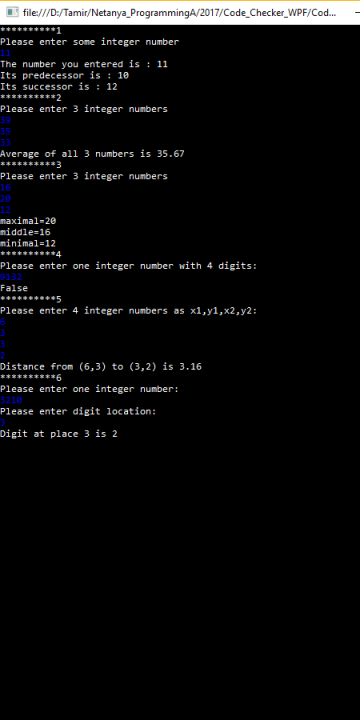 file:///D:/Tamir/Netanya_ProgrammingA/2017/Code_Checker_WPF/Cod...
**********1
Please enter some integer number
11
The number you entered is : 11
Its predecessor is : 10
Its successor is : 12
**********2
Please enter 3 integer numbers
39
35
33
Average of all 3 numbers is 35.67
**********3
Please enter 3 integer numbers
16
20
12
maximal=20
middle=16
minimal=12
**********4
Please enter one integer number with 4 digits:
False
**********5
Please enter 4 integer numbers as x1,y1,x2,y2:
6
3
3
2
Distance from (6,3) to (3,2) is 3.16
**********6
Please enter one integer number:
Please enter digit location:
3
Digit at place 3 is 2